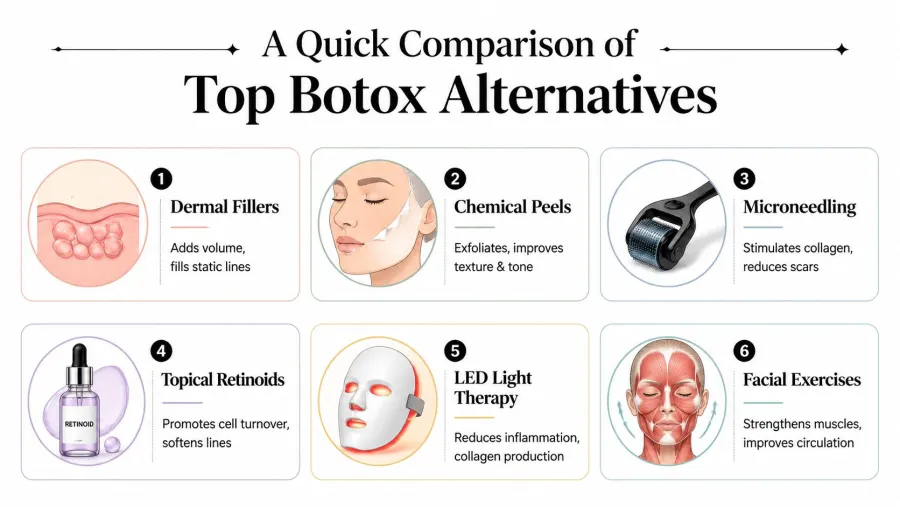 A Quick Comparison of
Top Botox Alternatives
1
Dermal Fillers
Adds volume,
fills static lines
2
Chemical Peels
Exfoliates, improves
texture & tone
3
Microneedling
Stimulates collagen,
reduces scars
4
Topical Retinoids
Promotes cell turnover,
softens lines
RETINOID
5
LED Light
Therapy
Reduces inflammation,
collagen production
6
Facial Exercises
Strengthens muscles,
improves circulation